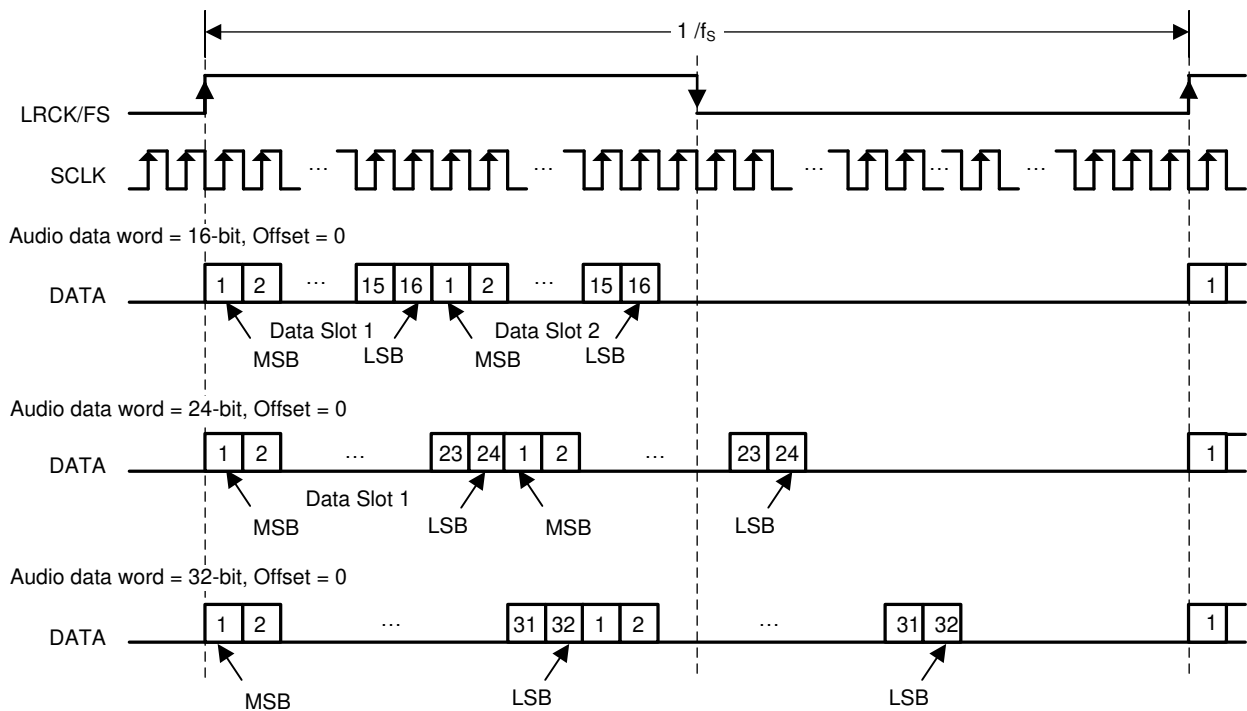 1 /fS
LRCK/FS
SCLK ... ... ... ... ...
Audio data word = 16-bit, Offset = 0
DATA 1 2 ... 15 16 1 2 ... 15 16 1
Data Slot 1 Data Slot 2
MSB LSB MSB LSB
Audio data word = 24-bit, Offset = 0
DATA 1 2 ... 23 24 1 2 ... 23 24 1
Data Slot 1
MSB LSB MSB LSB
Audio data word = 32-bit, Offset = 0
DATA 1 2 ... 31 32 1 2 ... 31 32 1
MSB LSB LSB